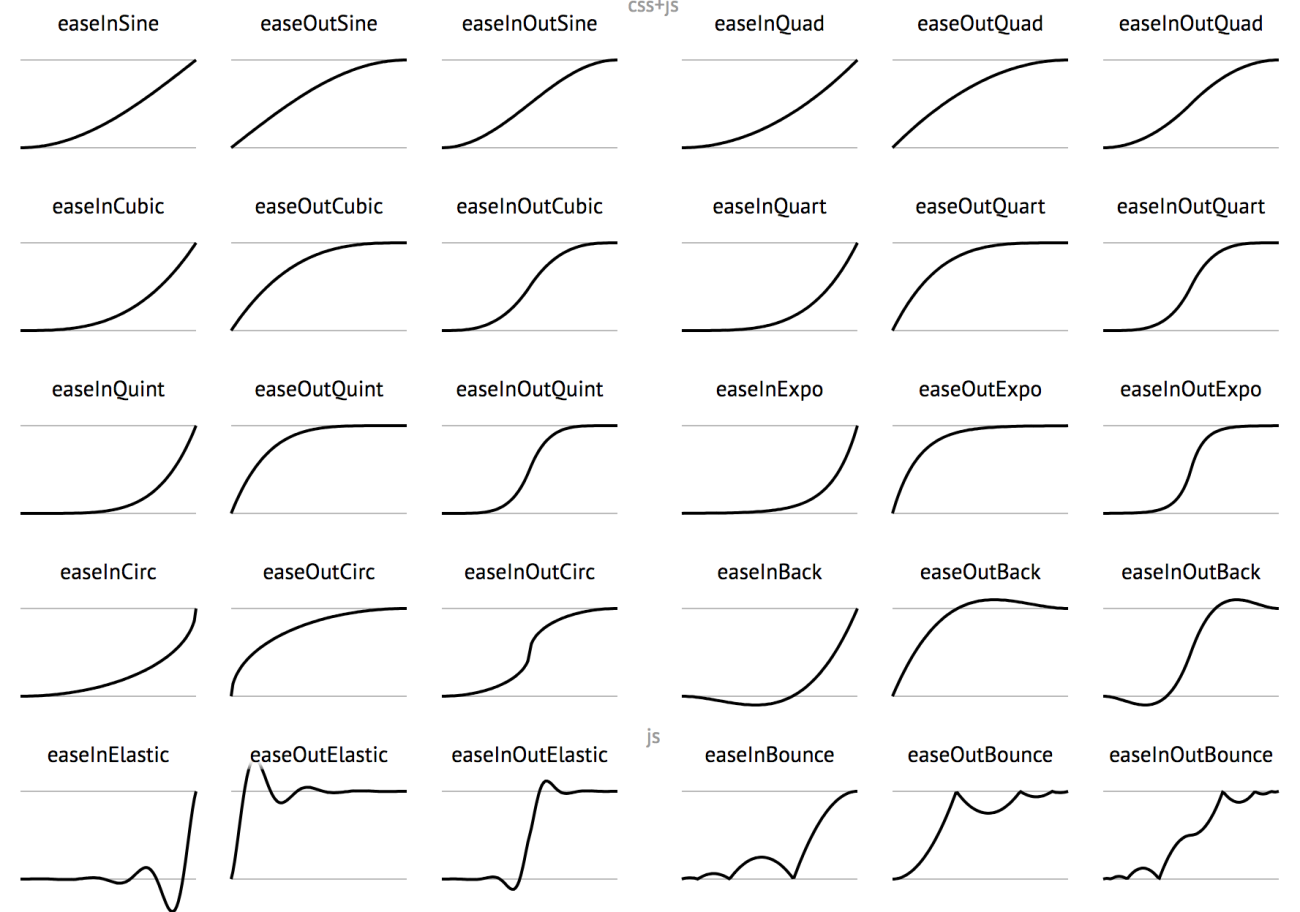 css+js
easeInSine easeOutSine easeInOutSine easeInQuad easeOutQuad easeInOutQuad
easeInCubic easeOutCubic easeInOutCubic easeInQuart easeOutQuart easeInOutQuart
easeInQuint easeOutQuint easeInOutQuint easeInExpo easeOutExpo easeInOutExpo
easeInCirc easeOutCirc easeInOutCirc easeInBack easeOutBack easeInOutBack
js
easeInElastic easeOutElastic easeInOutElastic easeInBounce easeOutBounce easeInOutBounce